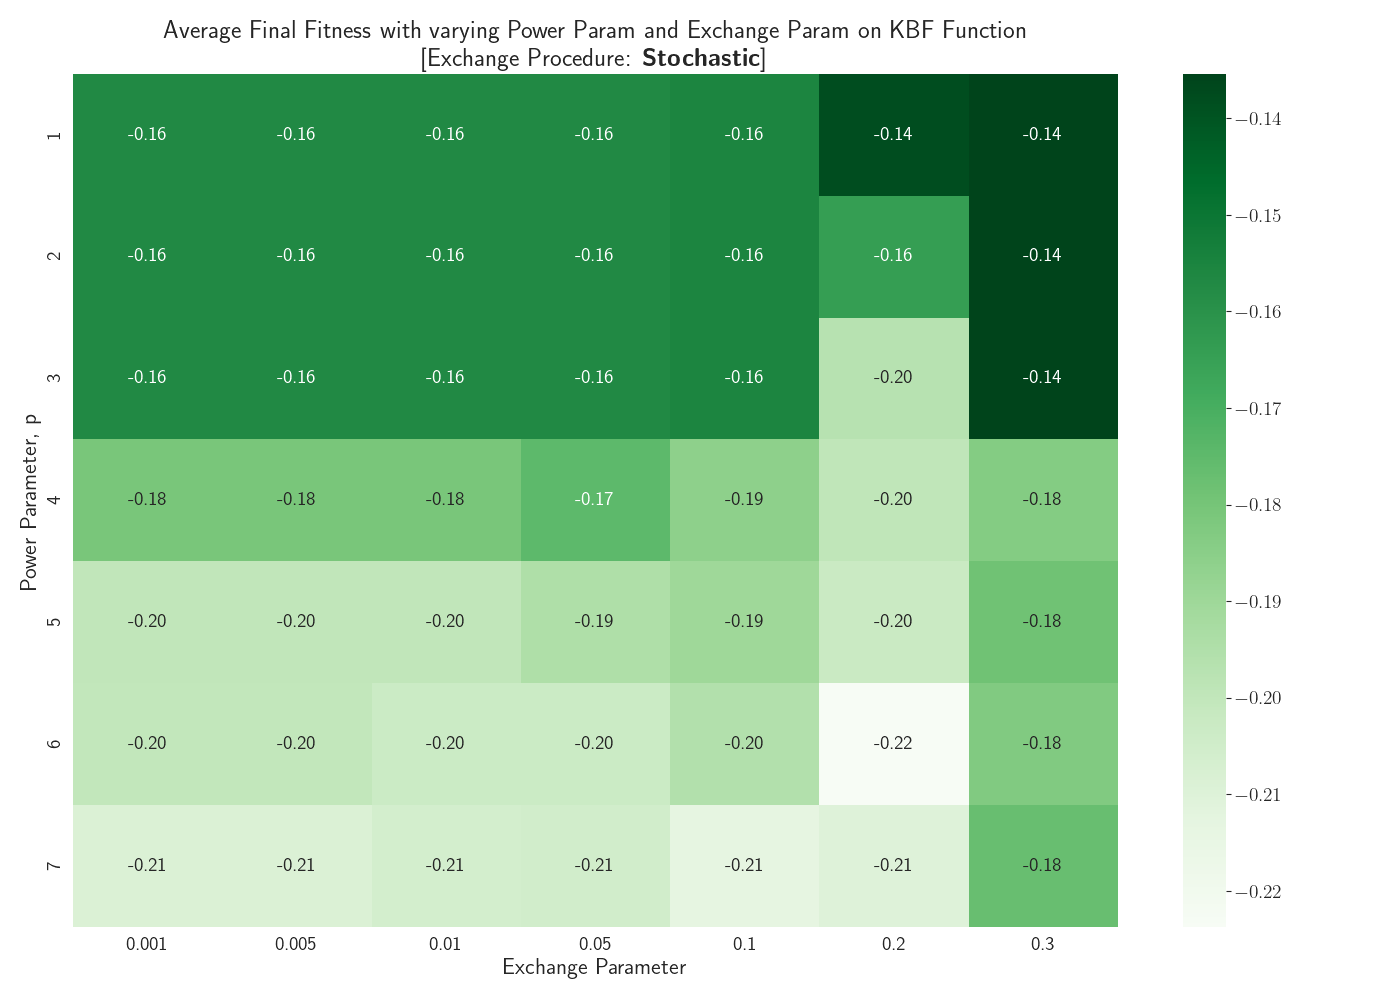 Average Final Fitness with varying Power Param and Exchange Param on KBF Function
[Exchange Procedure: Stochastic]
Power Parameter, p
1 -0.16 -0.16 -0.16 -0.16 -0.16 -0.14 -0.14
2 -0.16 -0.16 -0.16 -0.16 -0.16 -0.16 -0.14
3 -0.16 -0.16 -0.16 -0.16 -0.16 -0.20 -0.14
4 -0.18 -0.18 -0.18 -0.17 -0.19 -0.20 -0.18
5 -0.20 -0.20 -0.20 -0.19 -0.19 -0.20 -0.18
6 -0.20 -0.20 -0.20 -0.20 -0.20 -0.22 -0.18
7 -0.21 -0.21 -0.21 -0.21 -0.21 -0.21 -0.18
0.001 0.005 0.01 0.05 0.1 0.2 0.3
Exchange Parameter
−0.14
−0.15
−0.16
−0.17
−0.18
−0.19
−0.20
−0.21
−0.22